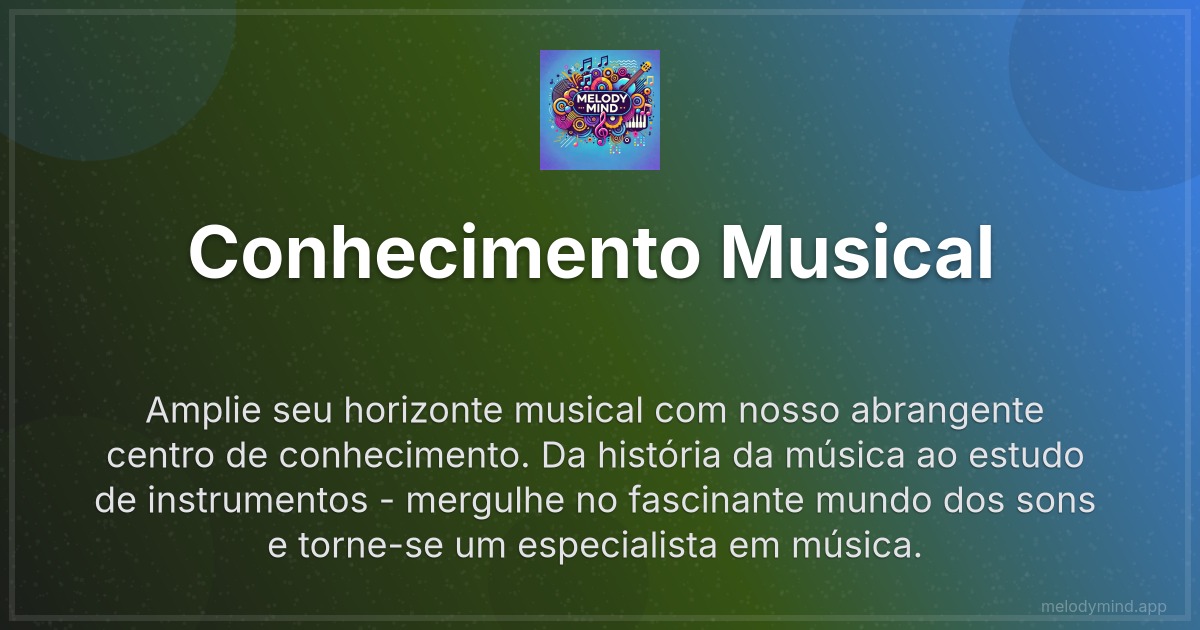 MELODY
MIND
Conhecimento Musical
Amplie seu horizonte musical com nosso abrangente
centro de conhecimento. Da história da música ao estudo
de instrumentos - mergulhe no fascinante mundo dos sons
e torne-se um especialista em música.
melodymind.app